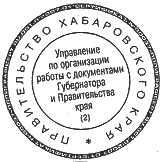 ПРАВИТЕЛЬСТВО ХАБАРОВСКОГО КРАЯ
Управление
по организации
работы с документами
Губернатора
и Правительства
края
(2)